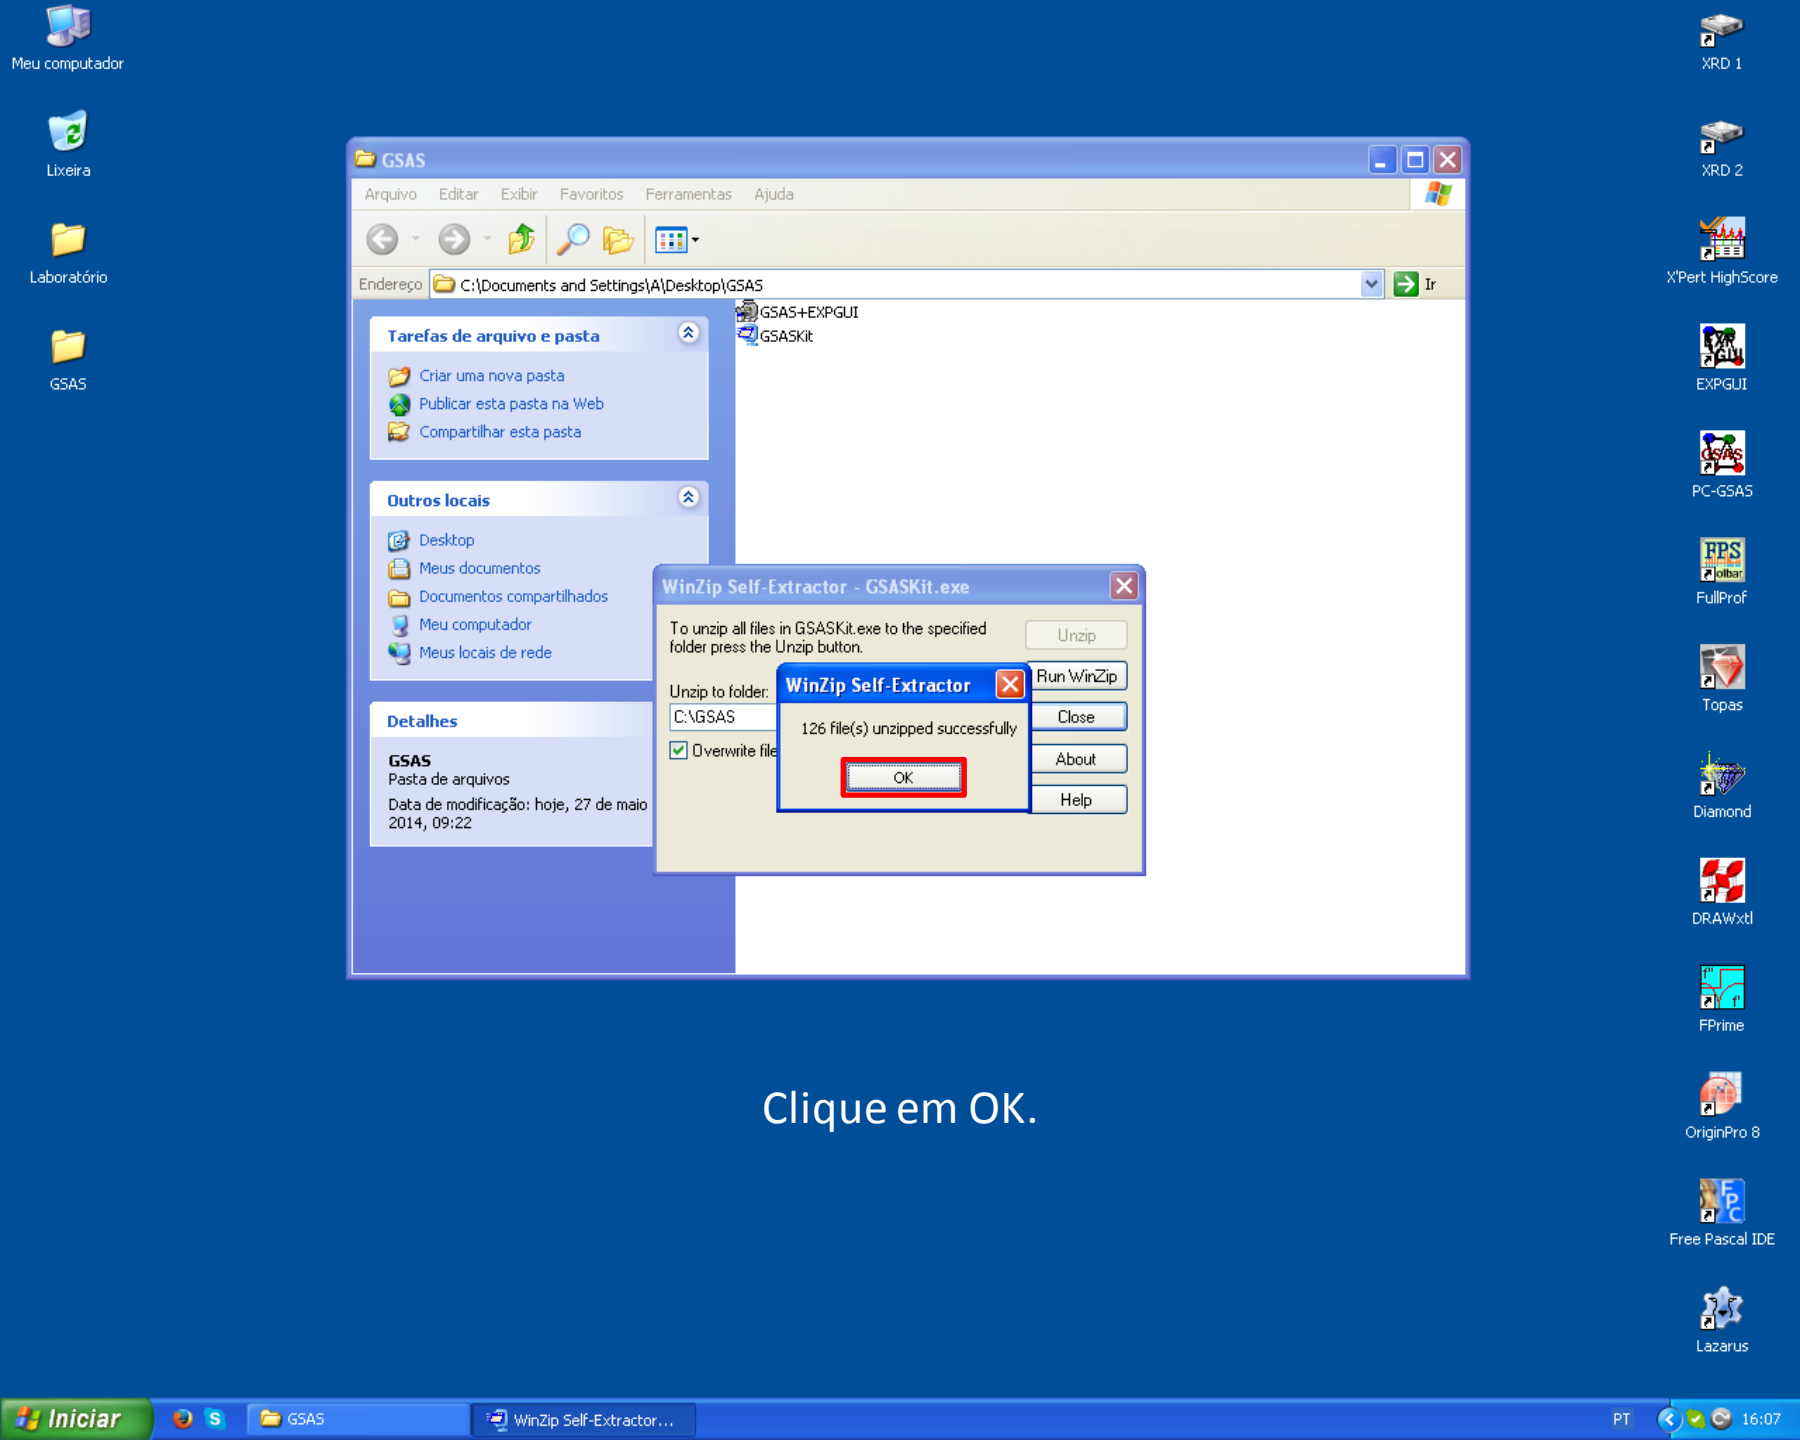 Meu computador
Lixeira
Laboratório
GSAS
GSAS
Arquivo Editar Exibir Favoritos Ferramentas Ajuda
Endereço C:\Documents and Settings\A\Desktop\GSAS Ir
Tarefas de arquivo e pasta
Criar uma nova pasta
Publicar esta pasta na Web
Compartilhar esta pasta
Outros locais
Desktop
Meus documentos
Documentos compartilhados
Meu computador
Meus locais de rede
Detalhes
GSAS
Pasta de arquivos
Data de modificação: hoje, 27 de maio
2014, 09:22
GSAS+EXPGUI
GSASKit
WinZip Self-Extractor - GSASKit.exe
To unzip all files in GSASKit.exe to the specified
folder press the Unzip button.
Unzip to folder:
C:\GSAS
Overwrite file
Unzip
Run WinZip
Close
About
Help
WinZip Self-Extractor
126 file(s) unzipped successfully
OK
Clique em OK.
XRD 1
XRD 2
X'Pert HighScore
EXPGUI
PC-GSAS
FullProf
Topas
Diamond
DRAWxtl
FPrime
OriginPro 8
Free Pascal IDE
Lazarus
Iniciar GSAS WinZip Self-Extractor... PT 16:07